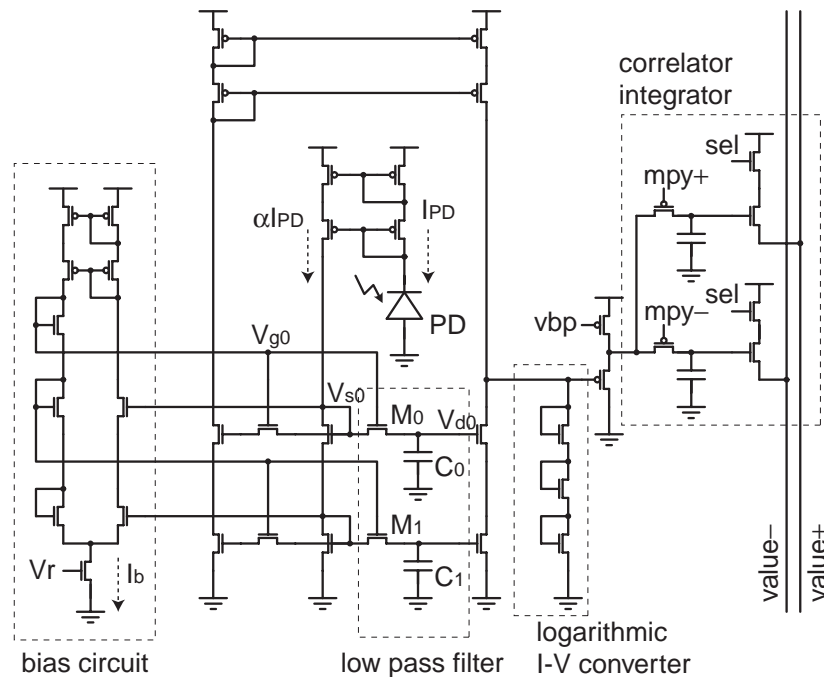 correlator
integrator
sel
mpy+
αIPD
IPD
sel
vbp
mpy−
PD
Vg0
Vs0
M0
Vd0
C0
M1
Vr
Ib
C1
value−
value+
bias circuit
low pass filter
logarithmic
I-V converter